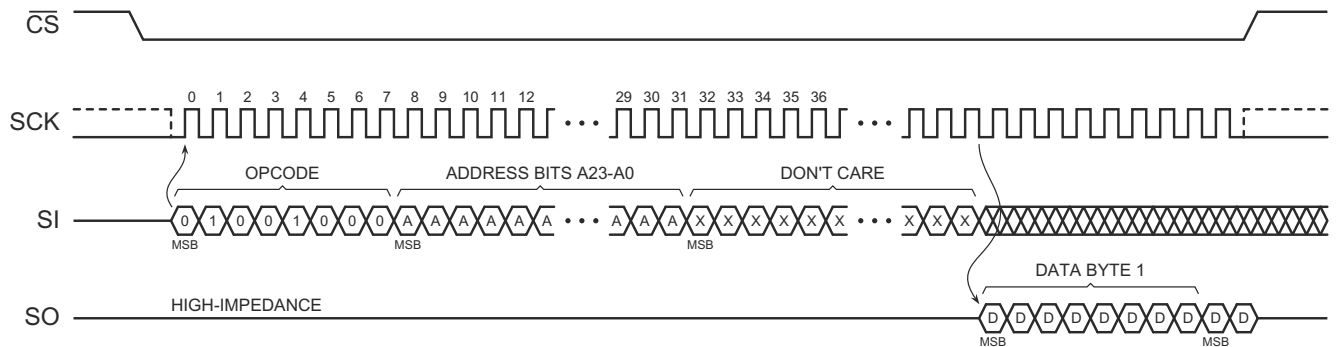 CS
0 1 2 3 4 5 6 7 8 9 10 11 12 29 30 31 32 33 34 35 36
SCK
OPCODE ADDRESS BITS A23-A0 DON'T CARE
SI 0 1 0 0 1 0 0 0 A A A A A A A A A X X X X X X X X X
MSB MSB MSB
DATA BYTE 1
HIGH-IMPEDANCE
SO D D D D D D D D D D
MSB MSB